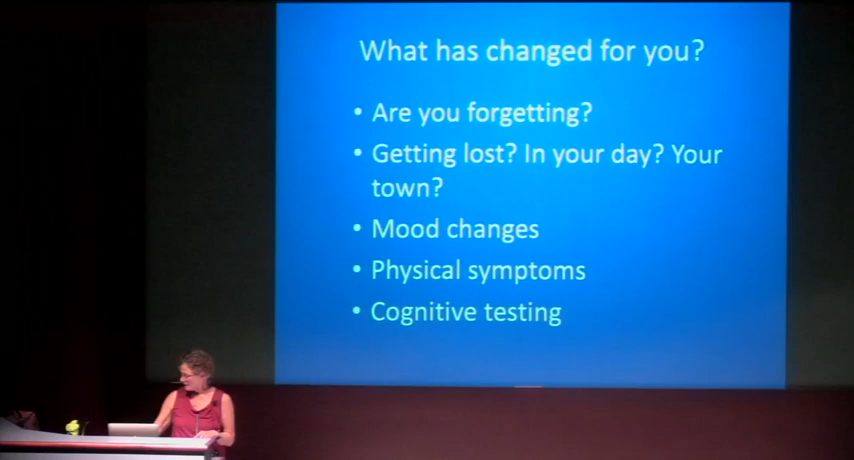 What has changed for you?
• Are you forgetting?
• Getting lost? In your day? Your
town?
• Mood changes
• Physical symptoms
• Cognitive testing